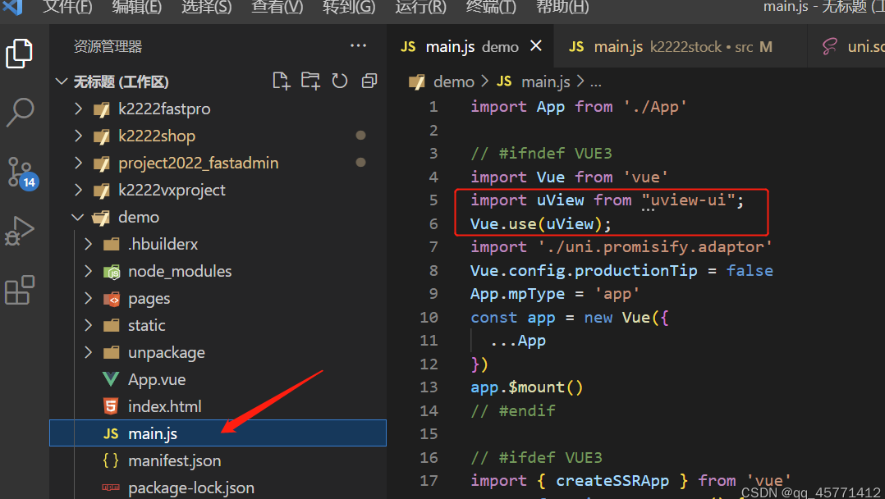 文件(F) 编辑(E) 选择(S) 查看(V) 转到(G) 运行(R) 终端(T) 帮助(H) main.js - 无标题 (工
资源管理器 ...
JS main.js demo × JS main.js k2222stock • src M uni.sc
无标题 (工作区)
demo > JS main.js > ...
k2222fastpro
k2222shop
project2022_fastadmin
k2222vxproject
demo
.hbuilderx
node_modules
pages
static
unpackage
App.vue
index.html
JS main.js
{ } manifest.json
package-lock.json
14
1 import App from './App'
2
3 // #ifndef VUE3
4 import Vue from 'vue'
5 import uView from "uview-ui";
6 Vue.use(uView);
7 import './uni.promisify.adaptor'
8 Vue.config.productionTip = false
9 App.mpType = 'app'
10 const app = new Vue({
11 ...App
12 })
13 app.$mount()
14 // #endif
15
16 // #ifdef VUE3
17 import { createSSRApp } from 'vue'
CSDN @qq_45771412